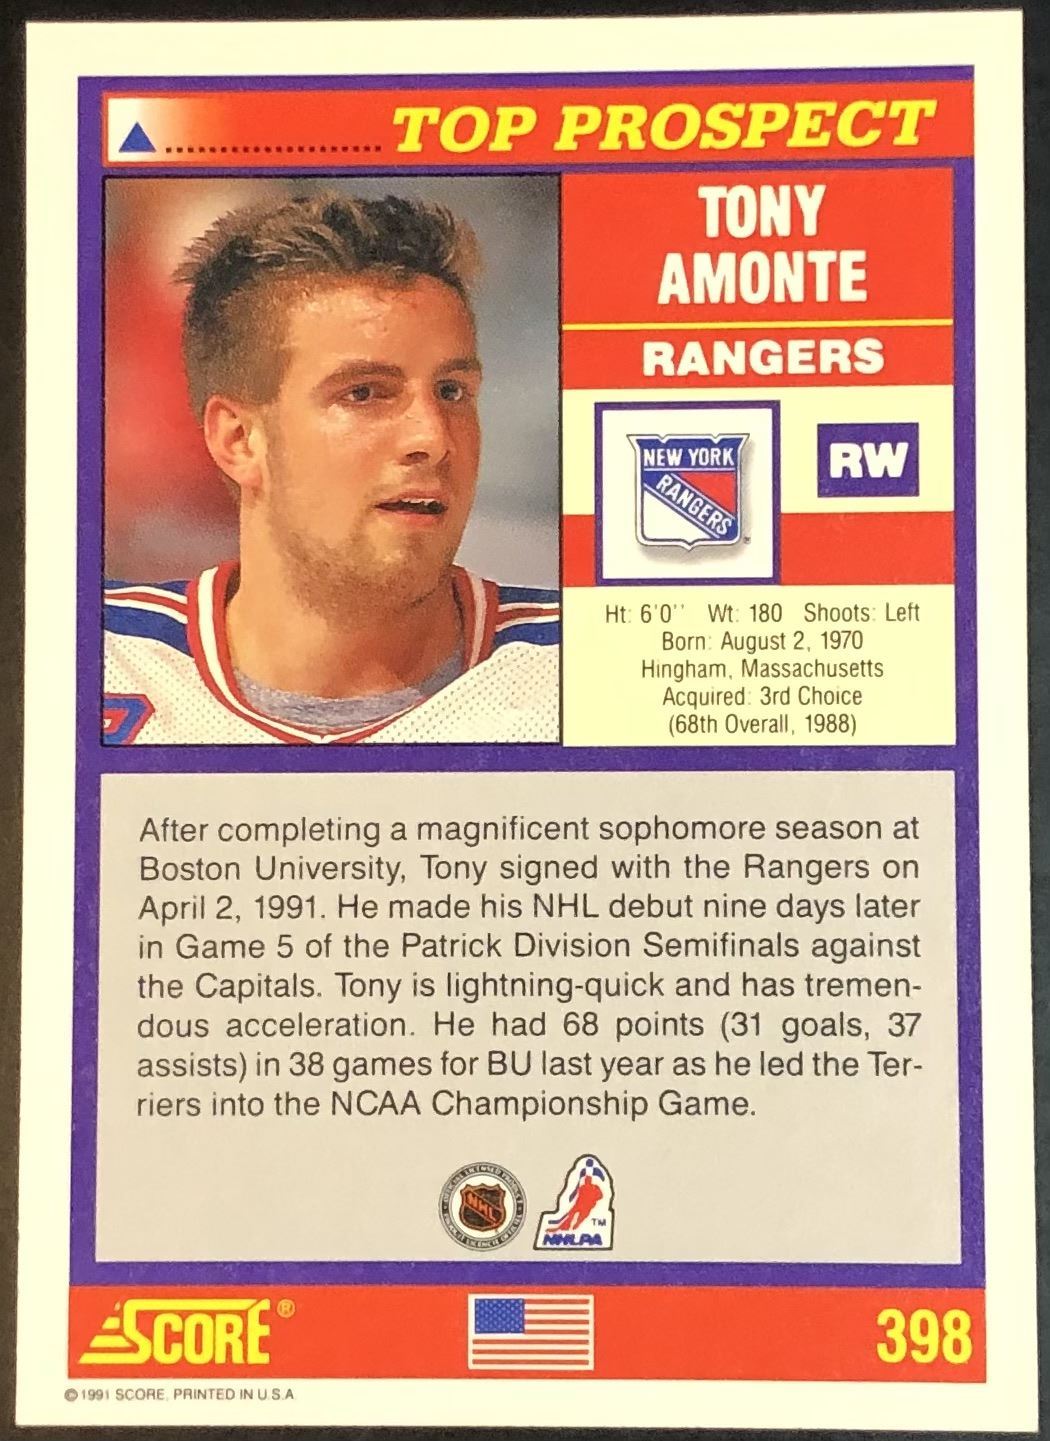 TOP PROSPECT
TONY
AMONTE
RANGERS
NEW YORK
RANGERS
RW
Ht: 6'0'' Wt: 180 Shoots: Left
Born: August 2, 1970
Hingham, Massachusetts
Acquired: 3rd Choice
(68th Overall, 1988)
After completing a magnificent sophomore season at
Boston University, Tony signed with the Rangers on
April 2, 1991. He made his NHL debut nine days later
in Game 5 of the Patrick Division Semifinals against
the Capitals. Tony is lightning-quick and has tremen-
dous acceleration. He had 68 points (31 goals, 37
assists) in 38 games for BU last year as he led the Ter-
riers into the NCAA Championship Game.
OFFICIAL LICENSED PRODUCT
NHL
TM
NHLPA
SCORE®
398
© 1991 SCORE, PRINTED IN U.S.A.